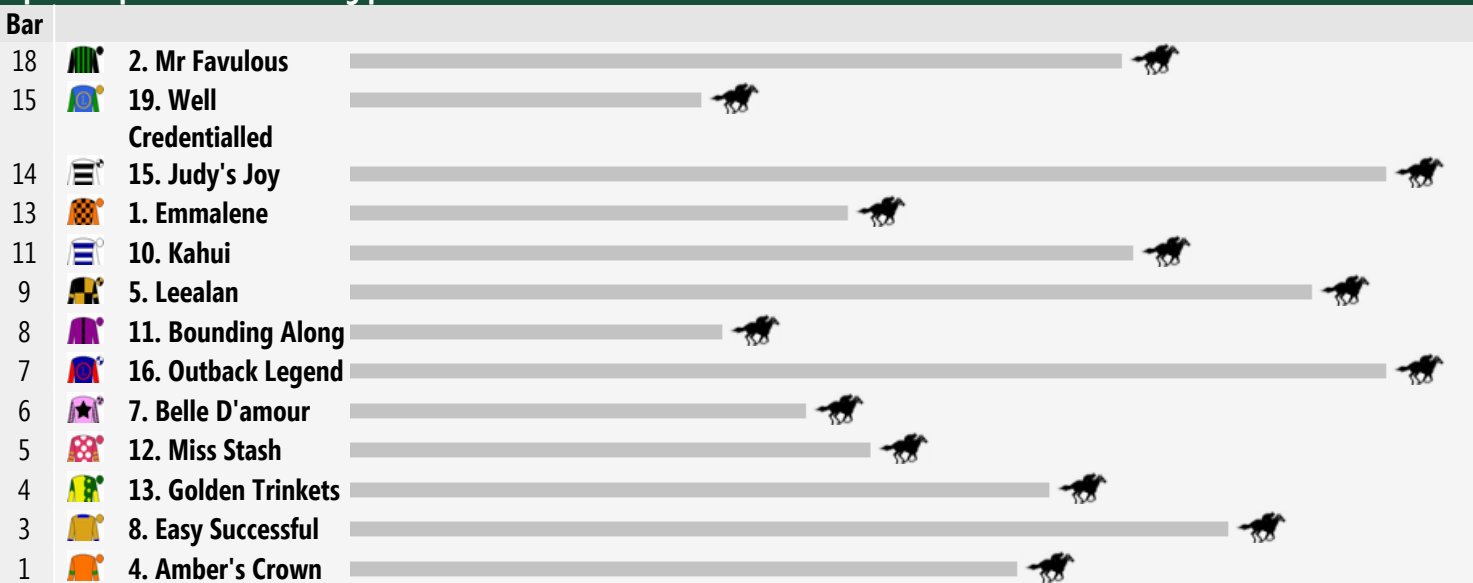 Bar
18 2. Mr Favulous
15 19. Well
Credentialled
14 15. Judy's Joy
13 1. Emmalene
11 10. Kahui
9 5. Leealan
8 11. Bounding Along
7 16. Outback Legend
6 7. Belle D'amour
5 12. Miss Stash
4 13. Golden Trinkets
3 8. Easy Successful
1 4. Amber's Crown